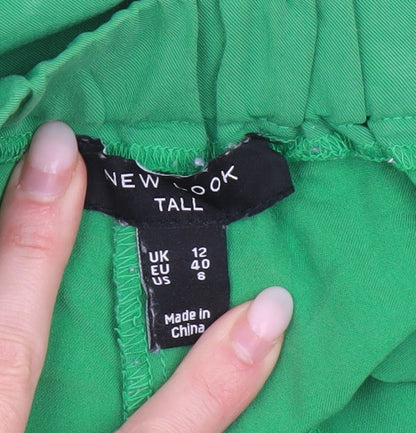 NEW LOOK
TALL
UK 12
EU 40
US 8
Made in
China